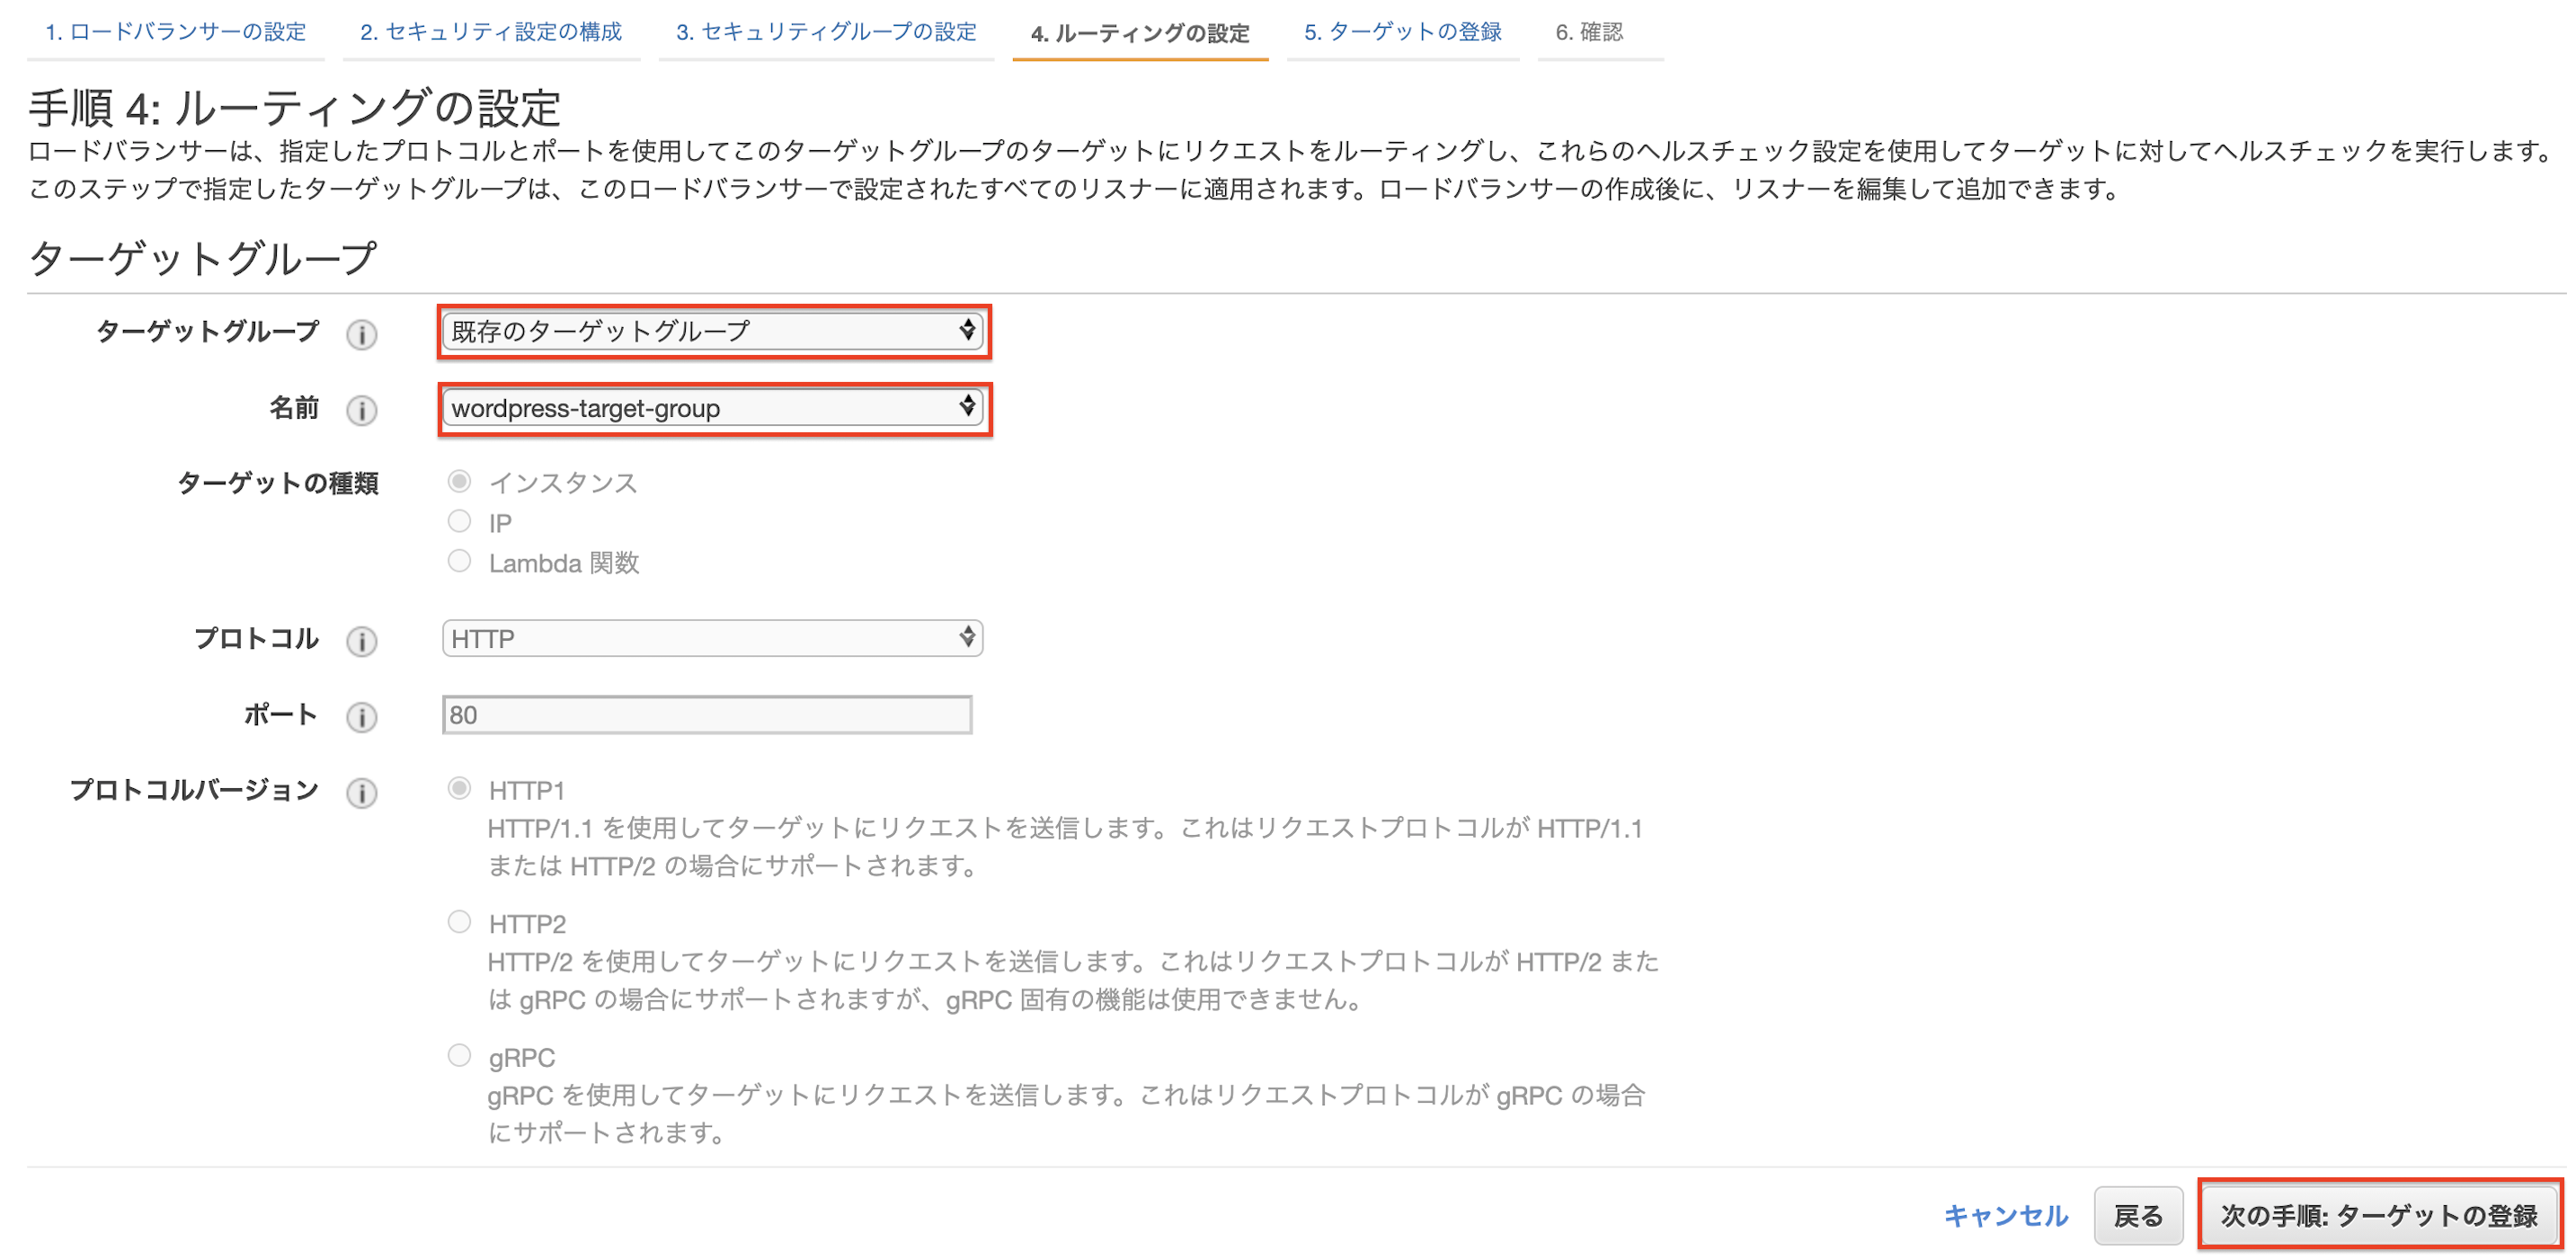 1. ロードバランサーの設定 2. セキュリティ設定の構成 3. セキュリティグループの設定 4. ルーティングの設定 5. ターゲットの登録 6. 確認
手順 4: ルーティングの設定
ロードバランサーは、指定したプロトコルとポートを使用してこのターゲットグループのターゲットにリクエストをルーティングし、これらのヘルスチェック設定を使用してターゲットに対してヘルスチェックを実行します。
このステップで指定したターゲットグループは、このロードバランサーで設定されたすべてのリスナーに適用されます。ロードバランサーの作成後に、リスナーを編集して追加できます。
ターゲットグループ
ターゲットグループ i 既存のターゲットグループ
名前 i wordpress-target-group
ターゲットの種類 インスタンス
IP
Lambda 関数
プロトコル i HTTP
ポート i 80
プロトコルバージョン i HTTP1
HTTP/1.1 を使用してターゲットにリクエストを送信します。これはリクエストプロトコルが HTTP/1.1
または HTTP/2 の場合にサポートされます。
HTTP2
HTTP/2 を使用してターゲットにリクエストを送信します。これはリクエストプロトコルが HTTP/2 また
は gRPC の場合にサポートされますが、gRPC 固有の機能は使用できません。
gRPC
gRPC を使用してターゲットにリクエストを送信します。これはリクエストプロトコルが gRPC の場合
にサポートされます。
キャンセル 戻る 次の手順: ターゲットの登録